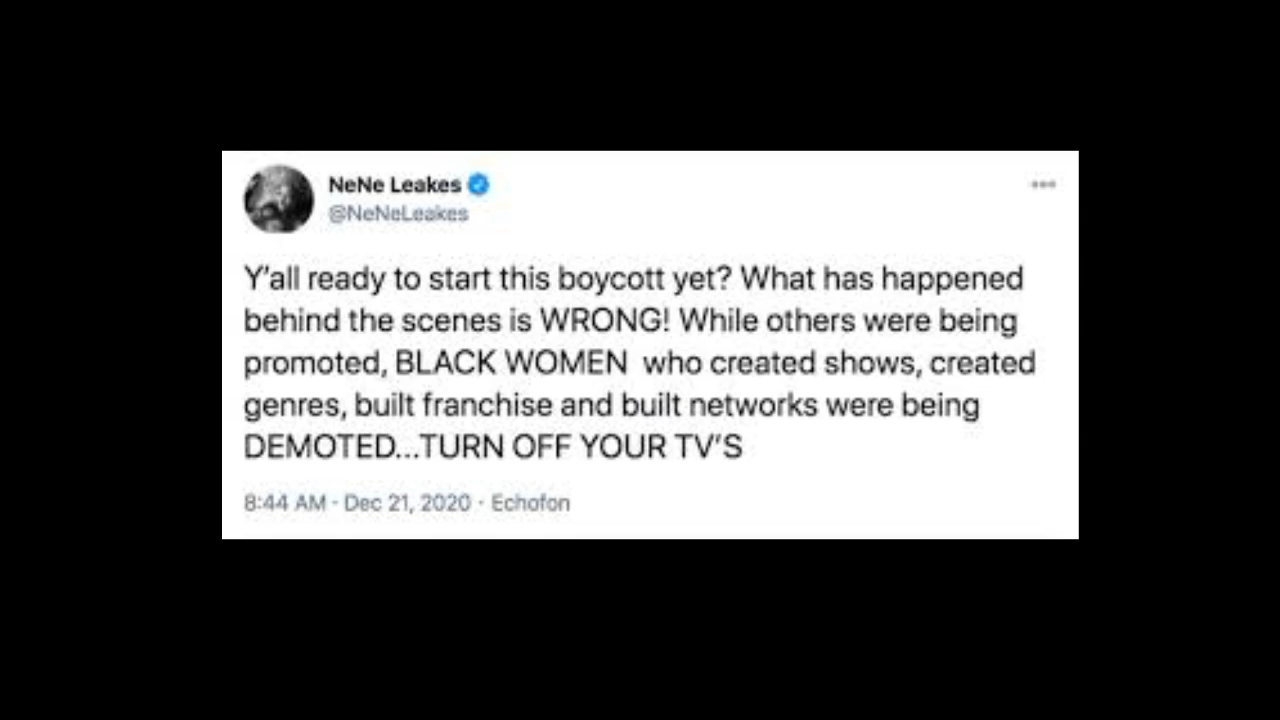 NeNe Leakes
@NeNeLeakes
Y'all ready to start this boycott yet? What has happened
behind the scenes is WRONG! While others were being
promoted, BLACK WOMEN who created shows, created
genres, built franchise and built networks were being
DEMOTED...TURN OFF YOUR TV'S
8:44 AM · Dec 21, 2020 · Echofon